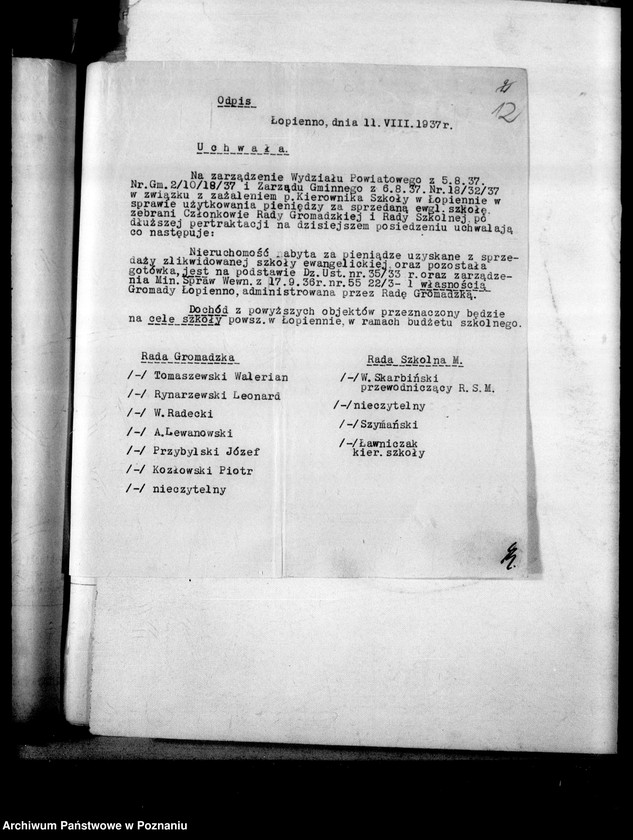 12
Odpis
Łopienno, dnia 11.VIII.1937r.
Uchwała.
Na zarządzenie Wydziału Powiatowego z 5.8.37.
Nr.Gm.2/10/18/37 i Zarządu Gminnego z 6.8.37.Nr.18/32/37
w związku z zażaleniem p.Kierownika Szkoły w Łopiennie w
sprawie użytkowania pieniędzy za sprzedaną ewgl.szkołę.
zebrani Członkowie Rady Gromadzkiej i Rady Szkolnej po
dłuższej pertraktacji na dzisiejszem posiedzeniu uchwalają
co następuje:
Nieruchomość nabyta za pieniądze uzyskane z sprze-
daży zlikwidowanej szkoły ewangelickiej oraz pozostała
gotówka, jest na podstawie Dz.Ust.nr.35/33 r.oraz zarządze-
nia Min.Spraw Wewn.z 17.9.36r.nr.55 22/3- 1 własnością
Gromady Łopienno, administrowana przez Radę Gromadzką.
Dochód z powyższych objektów przeznaczony będzie
na cele szkoły powsz.w Łopiennie, w ramach budżetu szkolnego.
Rada Gromadzka
/-/ Tomaszewski Walerian
/-/ Rynarzewski Leonard
/-/ W.Radecki
/-/ A.Lewanowski
/-/ Przybylski Józef
/-/ Kozłowski Piotr
/-/ nieczytelny
Rada Szkolna M.
/-/W.Skarbiński
przewodniczący R.S.M.
/-/nieczytelny
/-/Szymański
/-/Ławniczak
kier.szkoły
Archiwum Państwowe w Poznaniu